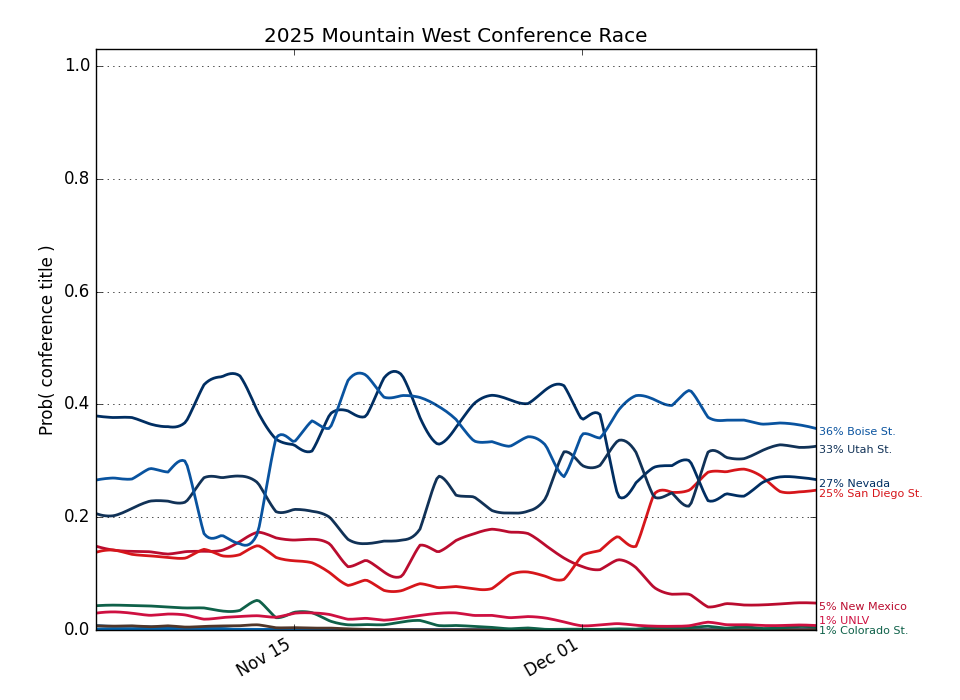 2025 Mountain West Conference Race
Prob( conference title )
1.0
0.8
0.6
0.4
0.2
0.0
Nov 15
Dec 01
36% Boise St.
33% Utah St.
27% Nevada
25% San Diego St.
5% New Mexico
1% UNLV
1% Colorado St.